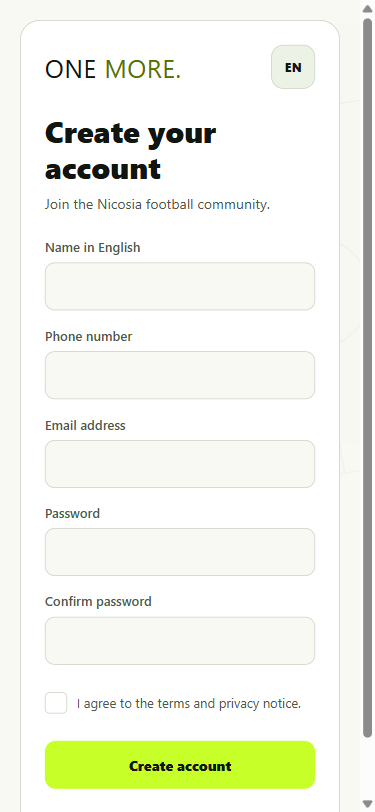 ONE MORE.
EN
Create your
account
Join the Nicosia football community.
Name in English
Phone number
Email address
Password
Confirm password
I agree to the terms and privacy notice.
Create account